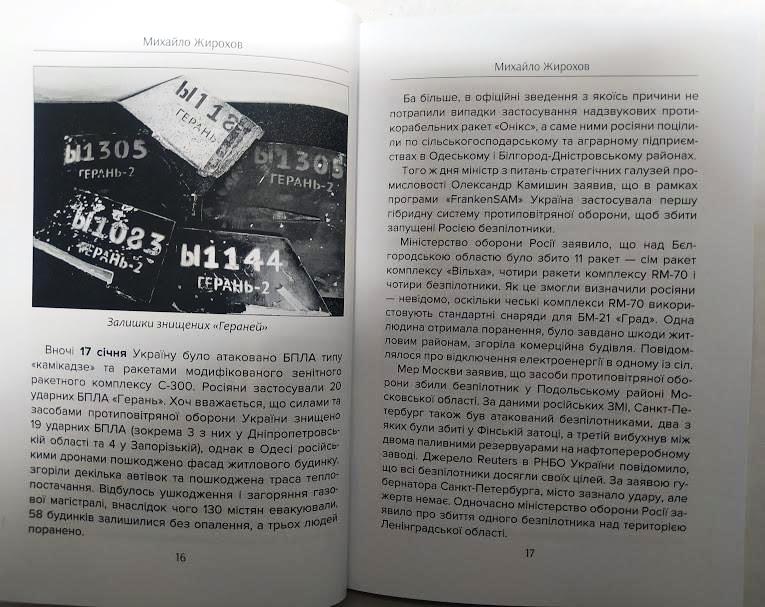 Михайло Жирохов
Ы118
ГЕРАНЬ-2
Ы1305
ГЕРАНЬ-2
Ы1305
ГЕРАНЬ-2
Ы1083
ГЕРАНЬ-2
Ы1144
ГЕРАНЬ-2
Залишки знищених «Гераней»
Вночі 17 січня Україну було атаковано БПЛА типу
«камікадзе» та ракетами модифікованого зенітного
ракетного комплексу С-300. Росіяни застосували 20
ударних БПЛА «Герань». Хоч вважається, що силами та
засобами протиповітряної оборони України знищено
19 ударних БПЛА (зокрема 3 з них у Дніпропетровсь-
кій області та 4 у Запорізькій), однак в Одесі російсь-
кими дронами пошкоджено фасад житлового будинку,
згоріли декілька автівок та пошкоджена траса тепло-
постачання. Відбулось ушкодження і загоряння газо-
вої магістралі, внаслідок чого 130 містян евакуювали,
58 будинків залишилися без опалення, а трьох людей
поранено.
16
Михайло Жирохов
Ба більше, в офіційні зведення з якоїсь причини не
потрапили випадки застосування надзвукових проти-
корабельних ракет «Онікс», а саме ними росіяни поціли-
ли по сільськогосподарському та аграрному підприєм-
ствах в Одеському і Білгород-Дністровському районах.
Того ж дня міністр з питань стратегічних галузей про-
мисловості Олександр Камишин заявив, що в рамках
програми «FrankenSAM» Україна застосувала першу
гібридну систему протиповітряної оборони, щоб збити
запущені Росією безпілотники.
Міністерство оборони Росії заявило, що над Бєл-
городською областю було збито 11 ракет — сім ракет
комплексу «Вільха», чотири ракети комплексу RM-70 і
чотири безпілотники. Як це змогли визначили росіяни
— невідомо, оскільки чеські комплекси RM-70 викорис-
товують стандартні снаряди для БМ-21 «Град». Одна
людина отримала поранення, було завдано шкоди жит-
ловим районам, згоріла комерційна будівля. Повідом-
лялося про відключення електроенергії в одному із сіл.
Мер Москви заявив, що засоби протиповітряної обо-
рони збили безпілотник у Подольському районі Мо-
сковської області. За даними російських ЗМІ, Санкт-Пе-
тербург також був атакований безпілотниками, два з
яких були збиті у Фінській затоці, а третій вибухнув між
двома паливними резервуарами на нафтопереробному
заводі. Джерело Reuters в РНБО України повідомило,
що всі безпілотники досягли своїх цілей. За заявою гу-
бернатора Санкт-Петербурга, місто зазнало удару, але
жертв немає. Одночасно міністерство оборони Росії за-
явило про збиття одного безпілотника над територією
Ленінградської області.
17